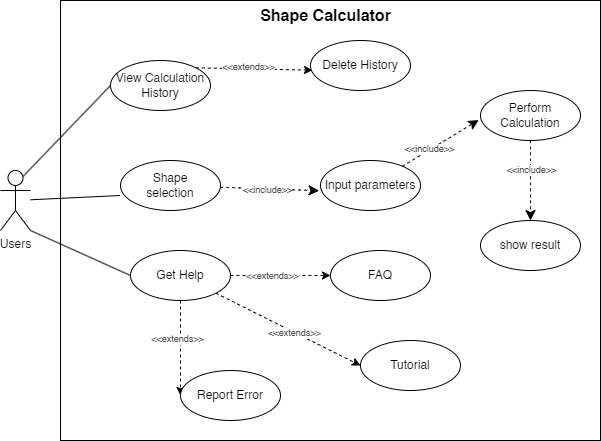 Shape Calculator
View Calculation
History
<<extends>>
Delete History
Perform
Calculation
<<include>>
Shape
selection
<<include>>
Input parameters
<<include>>
Users
show result
Get Help
<<extends>>
FAQ
<<extends>>
<<extends>>
Tutorial
Report Error